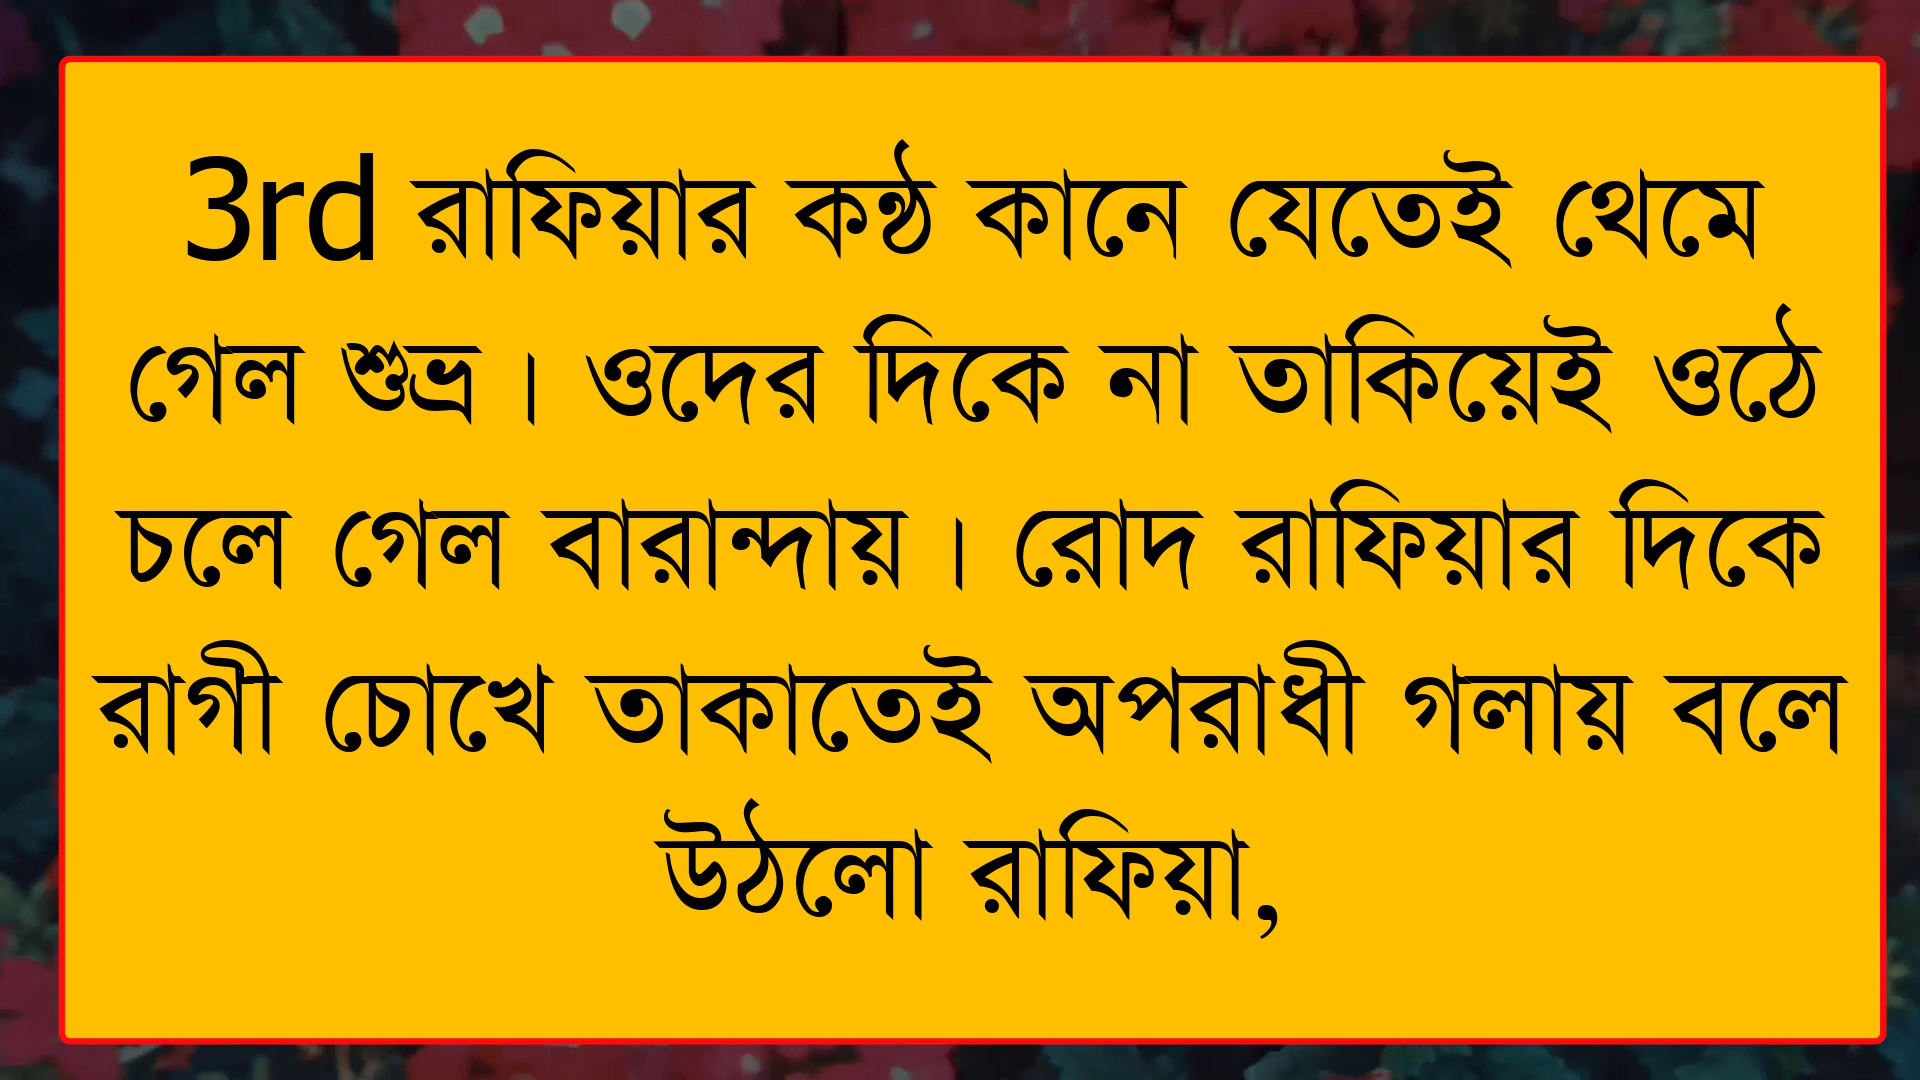 3rd রাফিয়ার কন্ঠ কানে যেতেই থেমে
গেল শুভ্র । ওদের দিকে না তাকিয়েই ওঠে
চলে গেল বারান্দায় । রোদ রাফিয়ার দিকে
রাগী চোখে তাকাতেই অপরাধী গলায় বলে
উঠলো রাফিয়া,